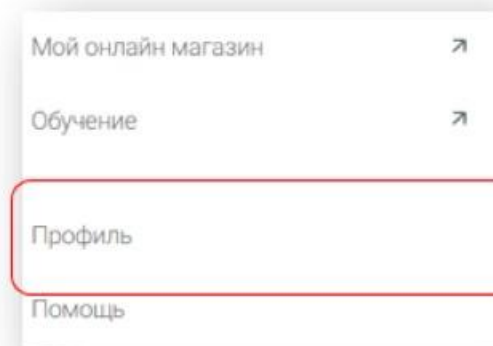 Мой онлайн магазин
Обучение
Профиль
Помощь